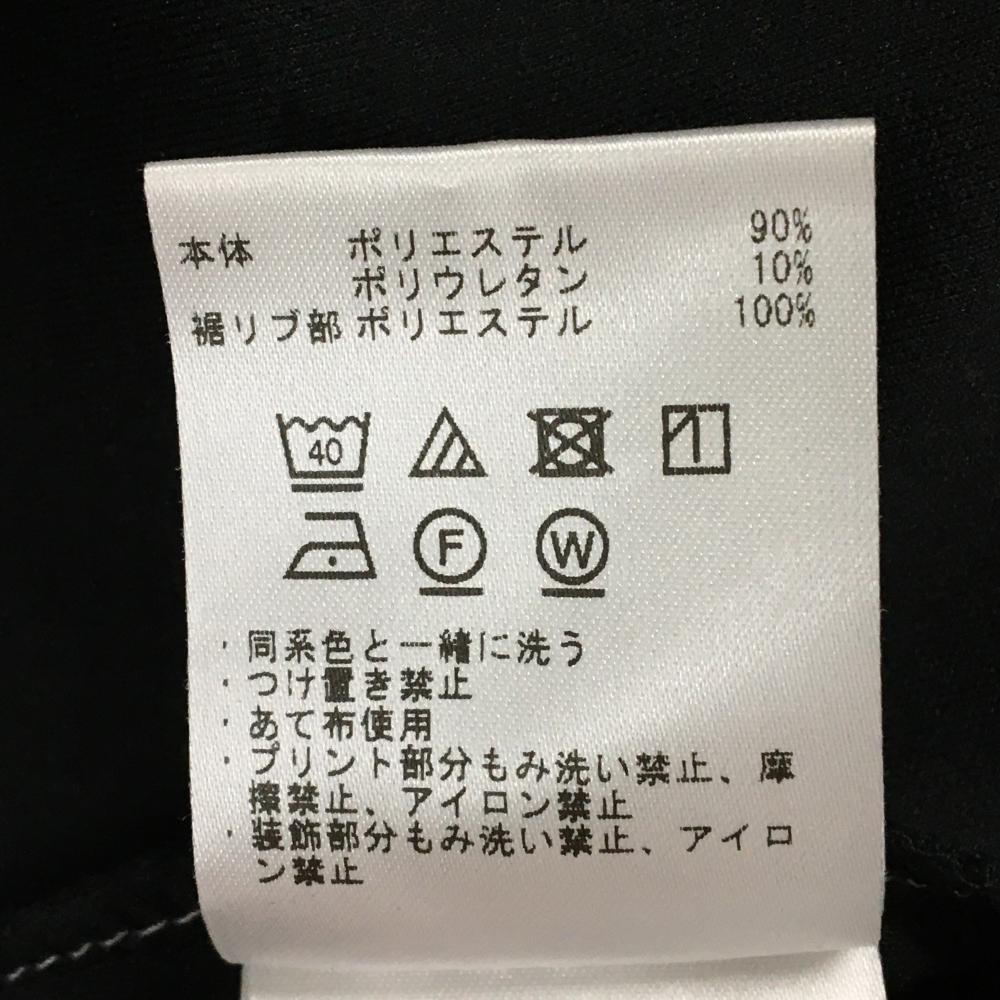 本体 ポリエステル 90%
ポリウレタン 10%
裾リブ部 ポリエステル 100%
40
F W
・同系色と一緒に洗う
・つけ置き禁止
・あて布使用
・プリント部分もみ洗い禁止、摩
擦禁止、アイロン禁止
・装飾部分もみ洗い禁止、アイロ
ン禁止